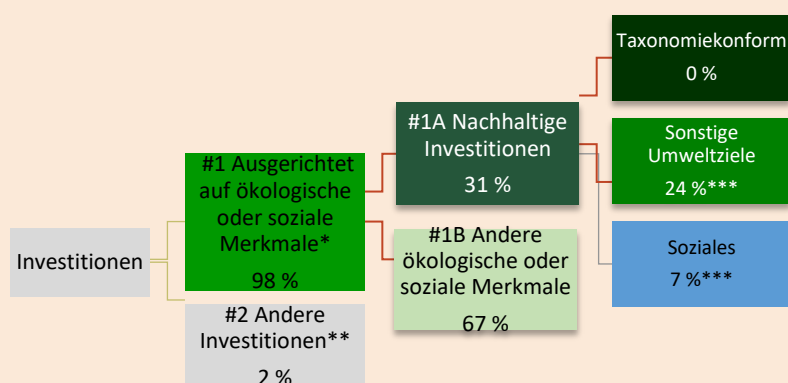 Investitionen
#1 Ausgerichtet
auf ökologische
oder soziale
Merkmale*
98 %
#2 Andere
Investitionen**
2 %
#1A Nachhaltige
Investitionen
31 %
#1B Andere
ökologische oder
soziale Merkmale
67 %
Taxonomiekonform
0 %
Sonstige
Umweltziele
24 %***
Soziales
7 %***